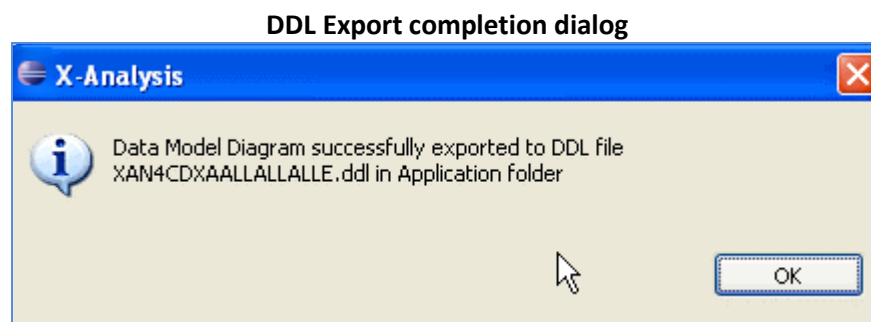 DDL Export completion dialog
X-Analysis
Data Model Diagram successfully exported to DDL file
XAN4CDXAALLALLALLE.ddl in Application folder
OK